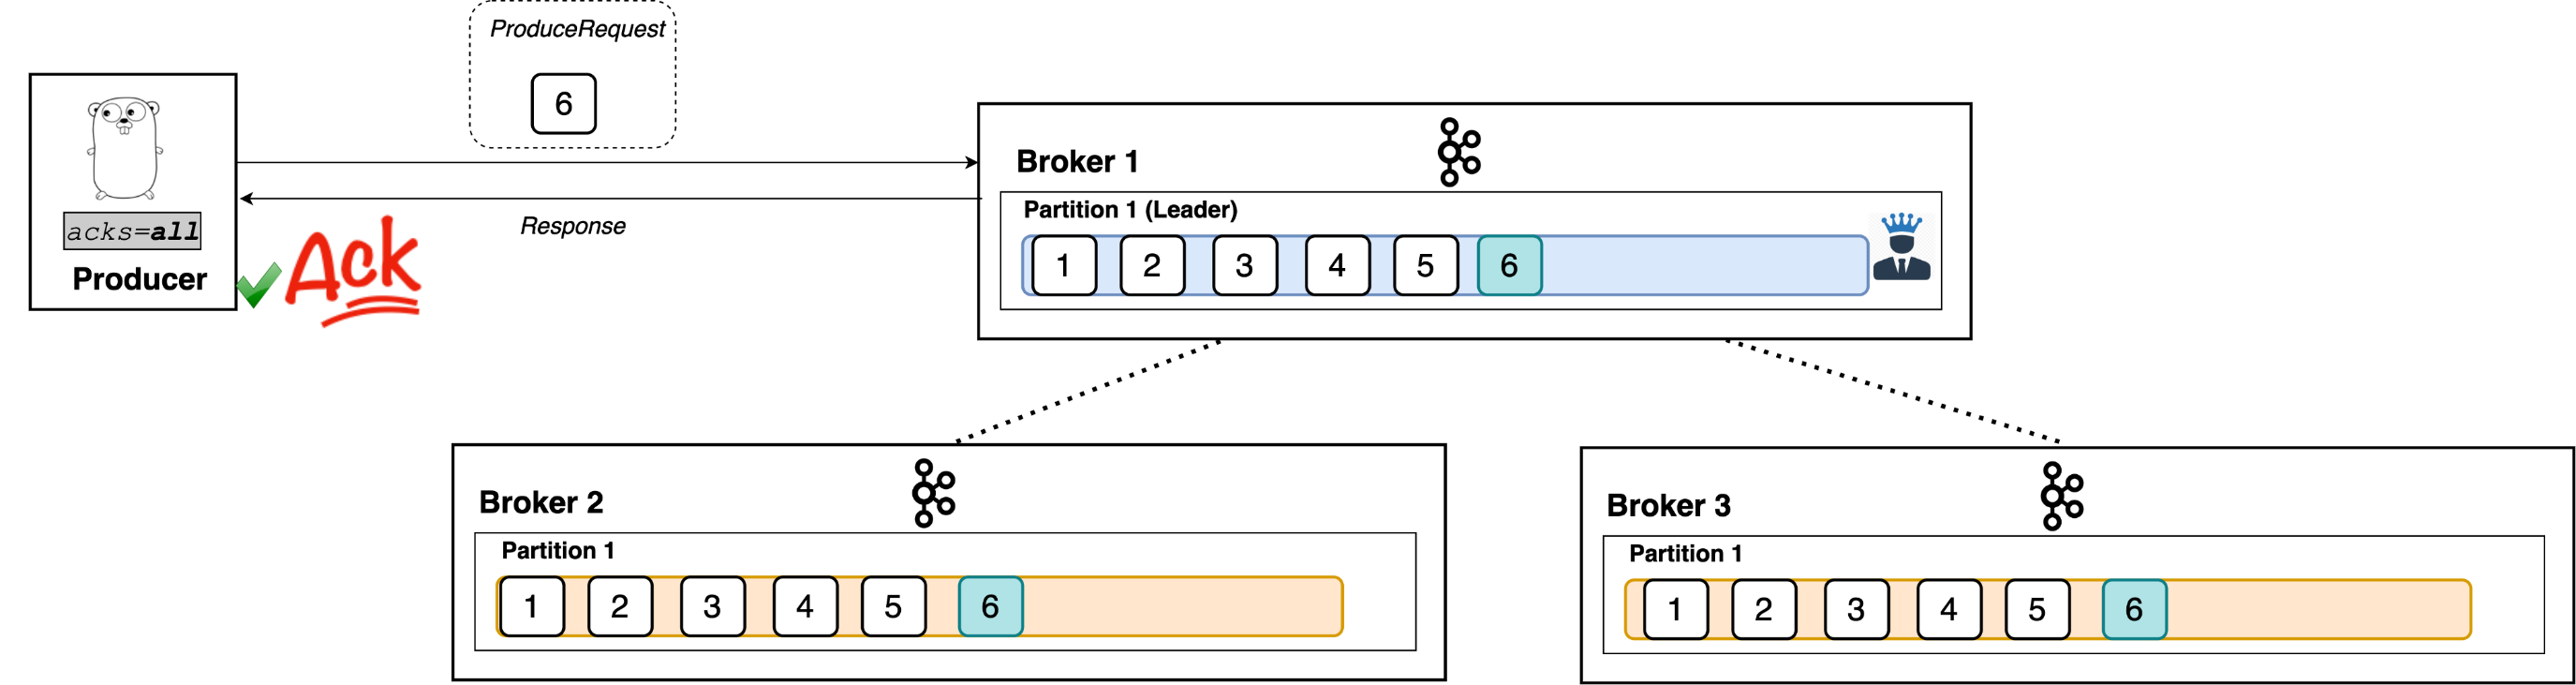 ProduceRequest
6
acks=all
Producer
Ack
Response
Broker 1
Partition 1 (Leader)
1 2 3 4 5 6
Broker 2
Partition 1
1 2 3 4 5 6
Broker 3
Partition 1
1 2 3 4 5 6